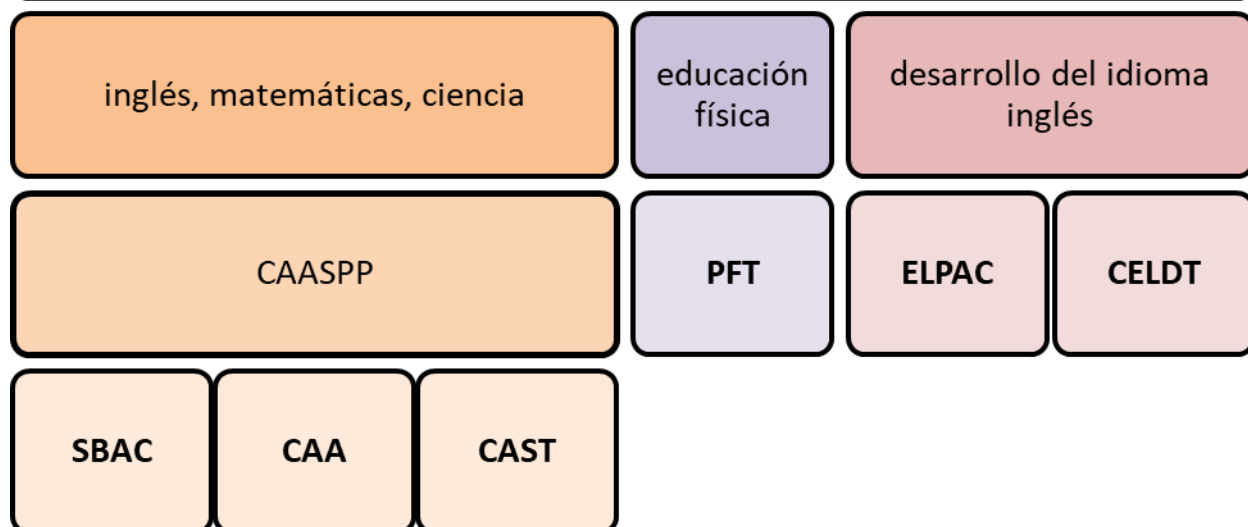 inglés, matemáticas, ciencia
educación
física
desarrollo del idioma
inglés
CAASPP
PFT
ELPAC
CELDT
SBAC
CAA
CAST